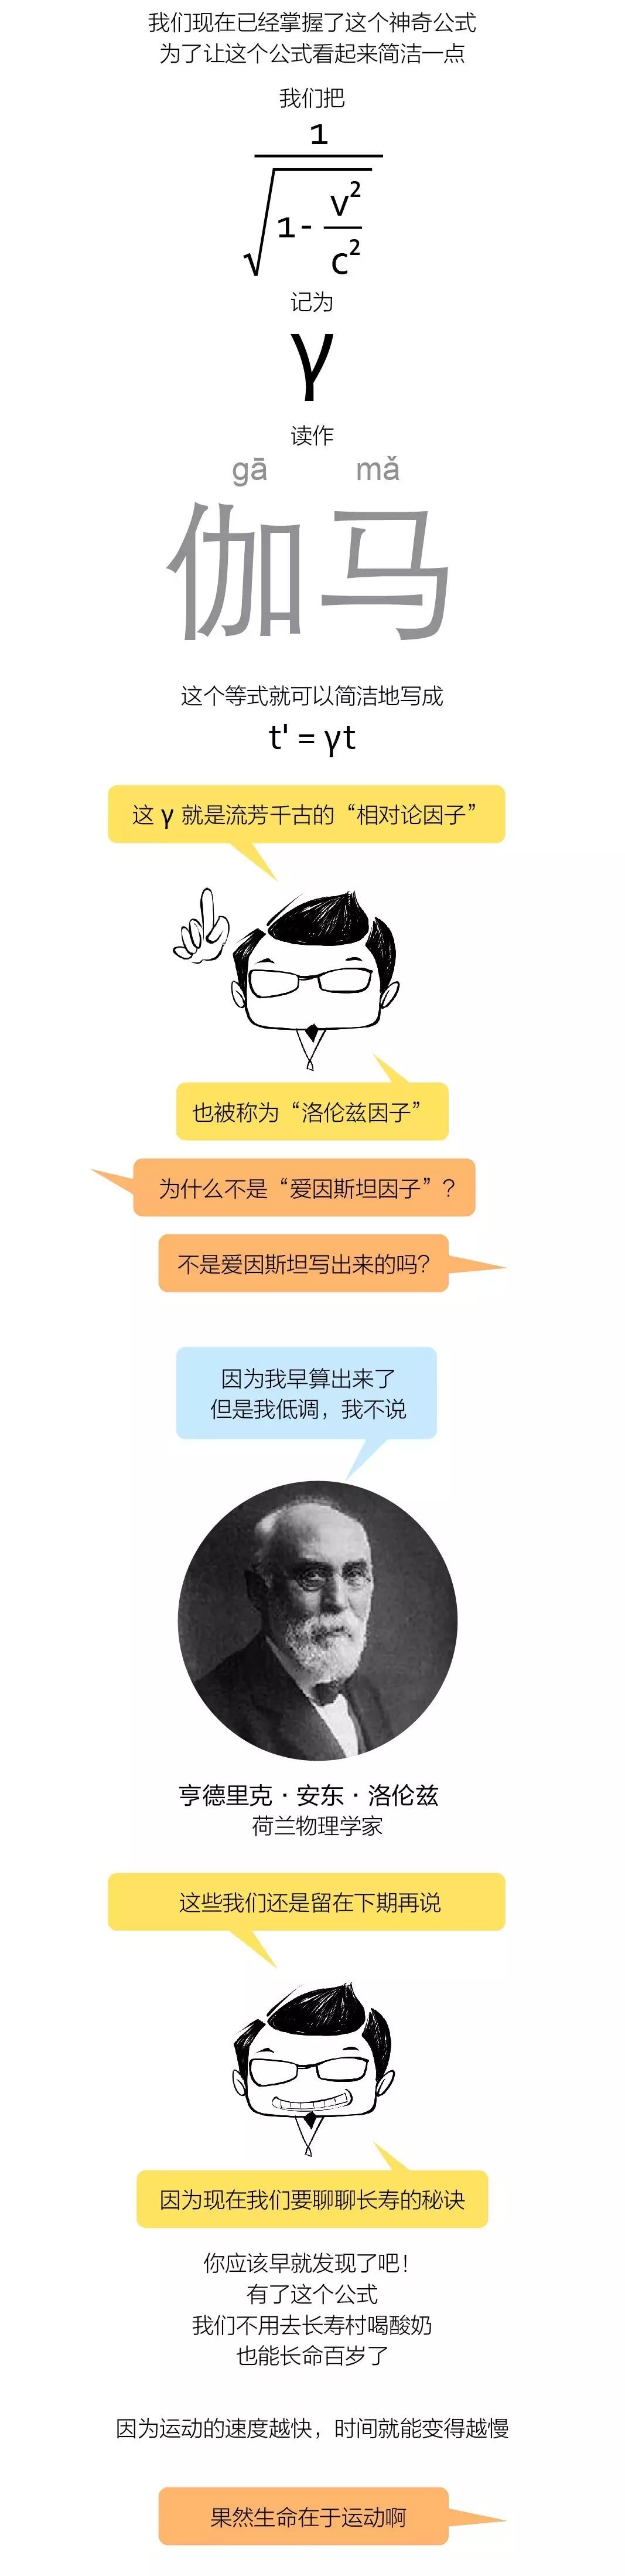 我们现在已经掌握了这个神奇公式
为了让这个公式看起来简洁一点
我们把
1
√
1- v²
c²
记为
γ
读作
gā mǎ
伽马
这个等式就可以简洁地写成
t' = γt
这 γ 就是流芳千古的“相对论因子”
也被称为“洛伦兹因子”
为什么不是“爱因斯坦因子”?
不是爱因斯坦写出来的吗?
因为我早算出来了
但是我低调，我不说
亨德里克·安东·洛伦兹
荷兰物理学家
这些我们还是留在下期再说
因为现在我们要聊聊长寿的秘诀
你应该早就发现了吧！
有了这个公式
我们不用去长寿村喝酸奶
也能长命百岁了
因为运动的速度越快，时间就能变得越慢
果然生命在于运动啊